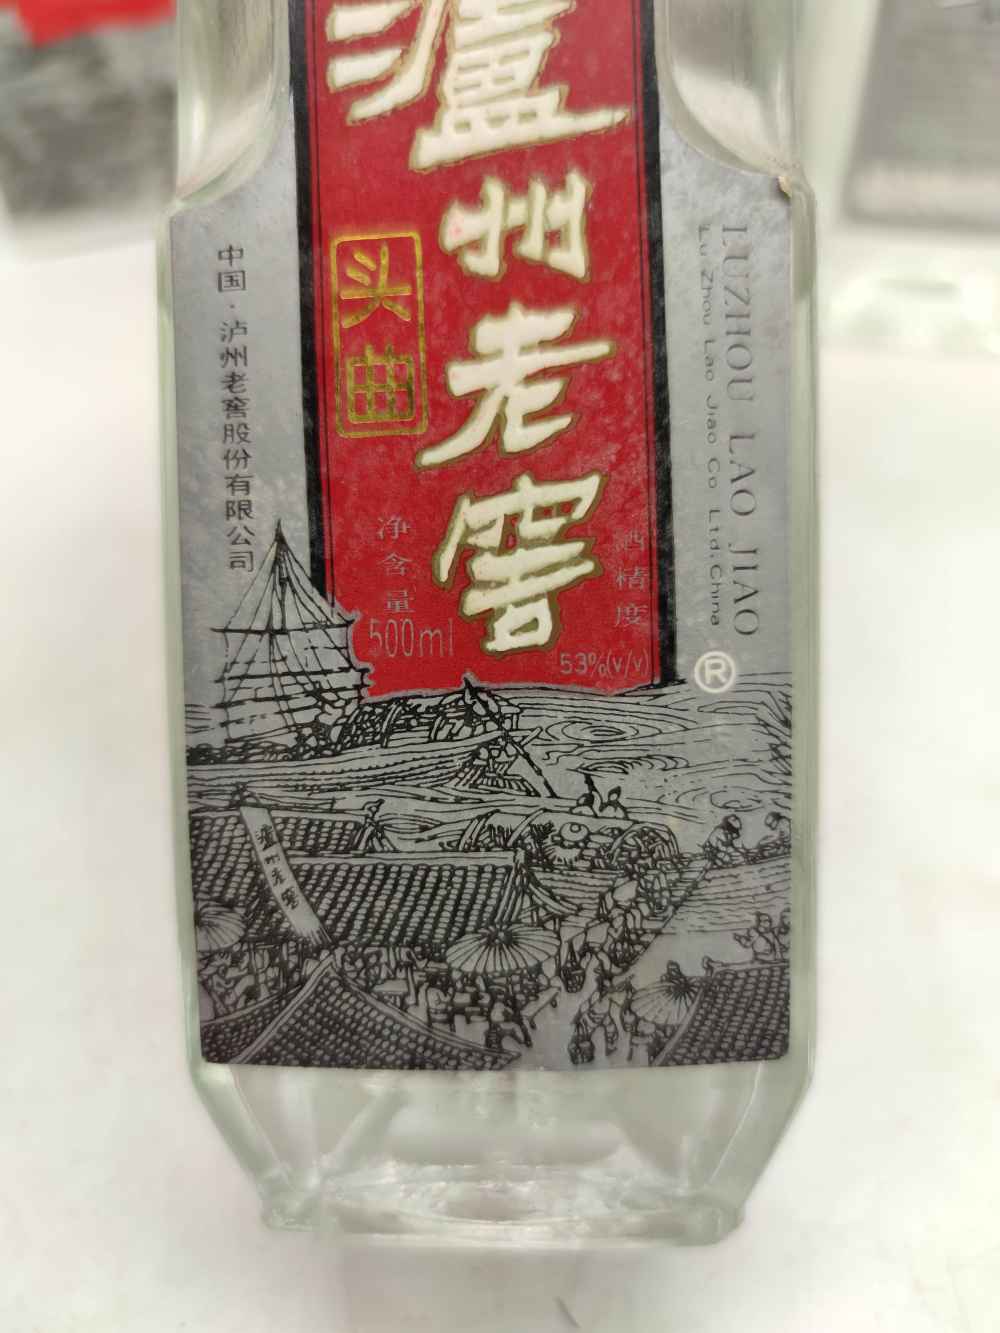 瀘州老窖
头曲
中国·泸州老窖股份有限公司
净含量
500ml
酒精度
53%(v/v)
LUZHOU LAO JIAO
Lu Zhou Lao Jiao Co Ltd.China
®
瀘州老窖